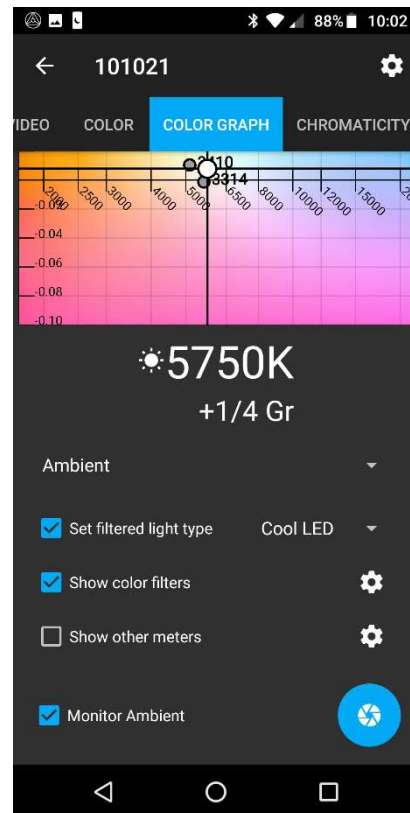 88% 10:02
101021
VIDEO COLOR COLOR GRAPH CHROMATICITY
3314
2000 2500 3000 4000 5000 6500 8000 10000 12000 15000
-0.04
-0.06
-0.08
-0.10
5750K
+1/4 Gr
Ambient
Set filtered light type Cool LED
Show color filters
Show other meters
Monitor Ambient